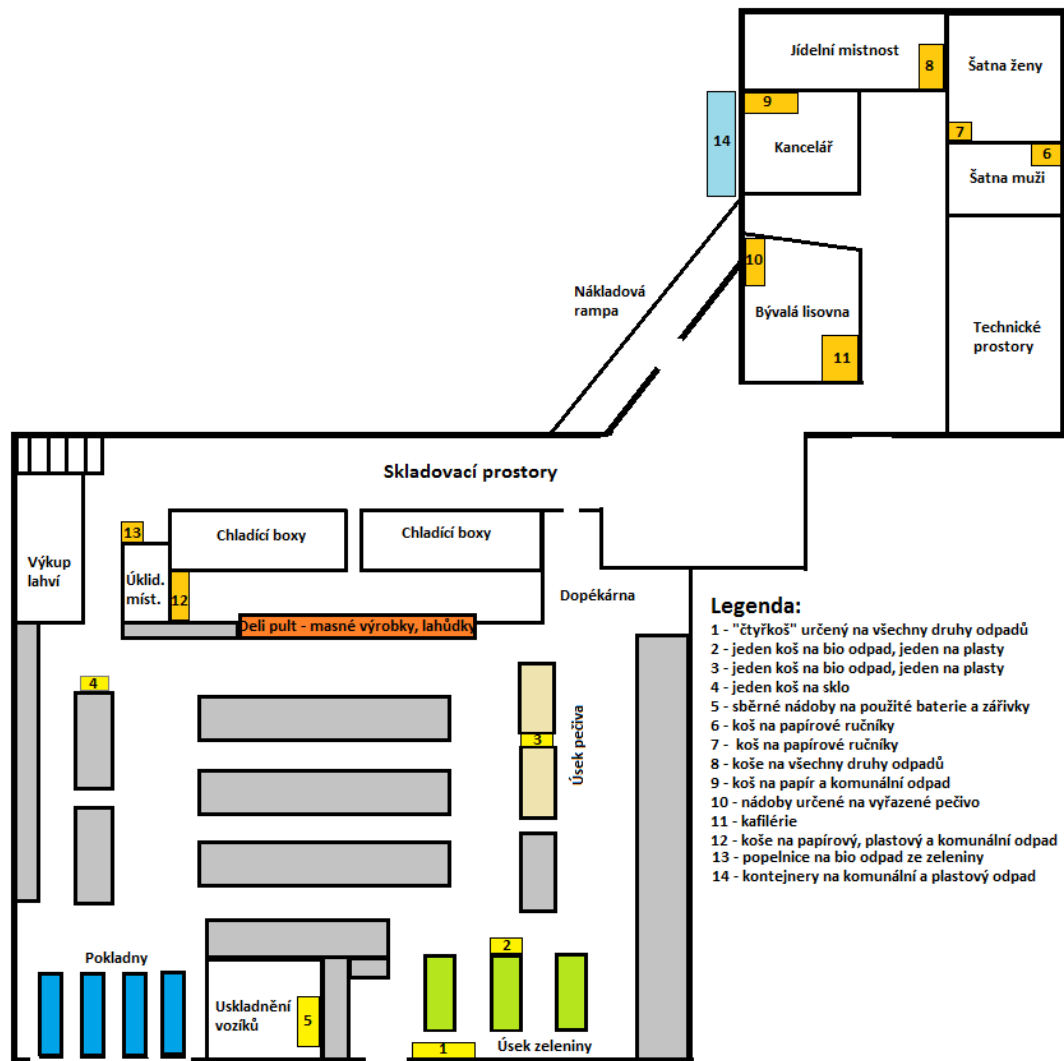 Jídelní mistnost
8
Šatna ženy
9
14
7
Kancelář
6
Šatna muži
10
Nákladová
rampa
Bývalá lisovna
Technické
prostory
11
Skladovací prostory
13
Chladící boxy
Chladící boxy
Výkup
lahví
Úklid.
míst.
12
Dopékárna
Deli pult - masné výrobky, lahůdky
4
3
Úsek pečiva
2
Pokladny
Uskladnění
vozíků
5
1
Úsek zeleniny
Legenda:
1 - "čtyřkoš" určený na všechny druhy odpadů
2 - jeden koš na bio odpad, jeden na plasty
3 - jeden koš na bio odpad, jeden na plasty
4 - jeden koš na sklo
5 - sběrné nádoby na použité baterie a zářivky
6 - koš na papírové ručníky
7 - koš na papírové ručníky
8 - koše na všechny druhy odpadů
9 - koš na papír a komunální odpad
10 - nádoby určené na vyřazené pečivo
11 - kafilérie
12 - koše na papírový, plastový a komunální odpad
13 - popelnice na bio odpad ze zeleniny
14 - kontejnery na komunální a plastový odpad